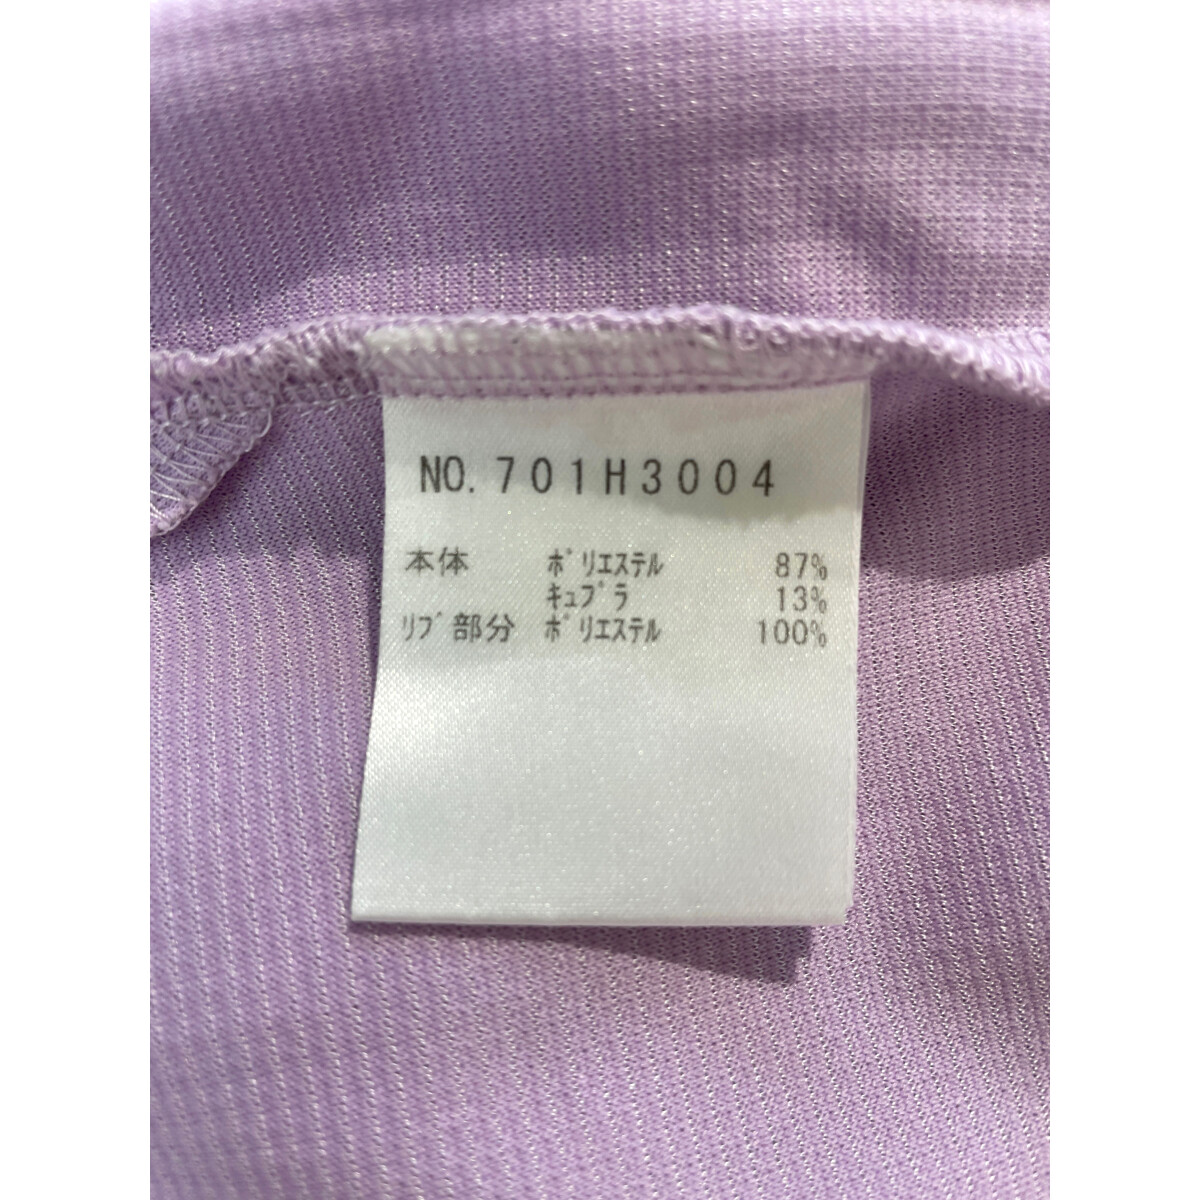 NO.701H3004
本体 ﾎﾟﾘｴｽﾃﾙ 87%
ｷｭﾌﾟﾗ 13%
ﾘﾌﾞ部分 ﾎﾟﾘｴｽﾃﾙ 100%